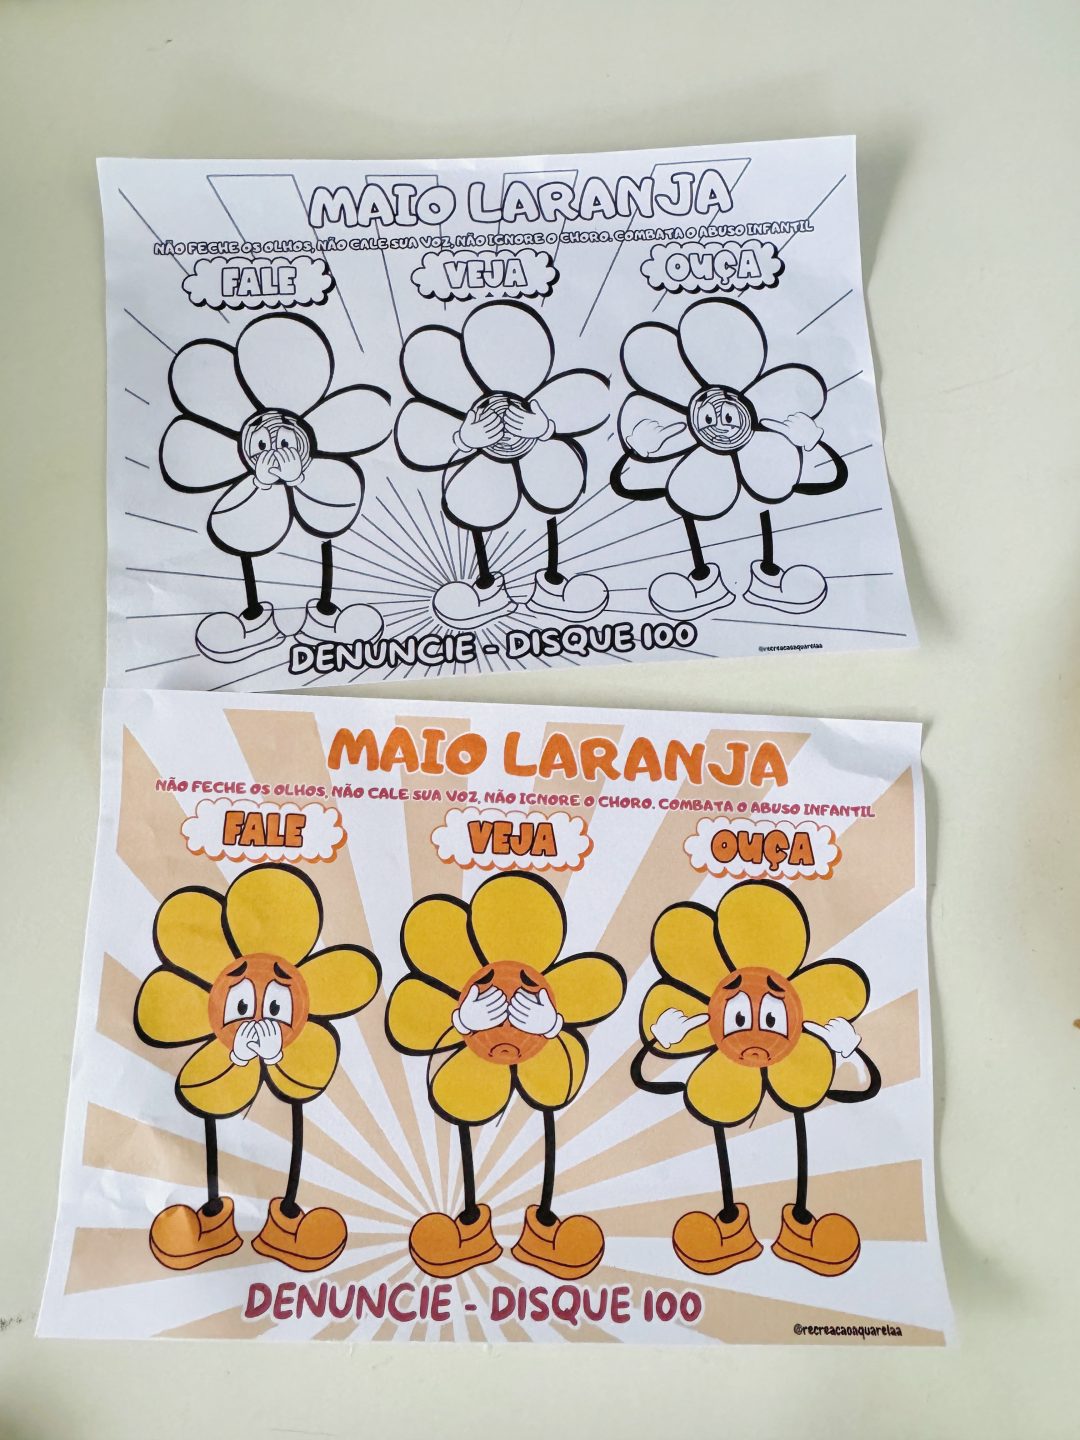 MAIO LARANJA
NÃO FECHE OS OLHOS, NÃO CALE SUA VOZ, NÃO IGNORE O CHORO. COMBATA O ABUSO INFANTIL
FALE
VEJA
OUÇA
DENUNCIE - DISQUE 100
@recreacaonquarelaa
MAIO LARANJA
NÃO FECHE OS OLHOS, NÃO CALE SUA VOZ, NÃO IGNORE O CHORO. COMBATA O ABUSO INFANTIL
FALE
VEJA
OUÇA
DENUNCIE - DISQUE 100
@recreacaonquarelaa